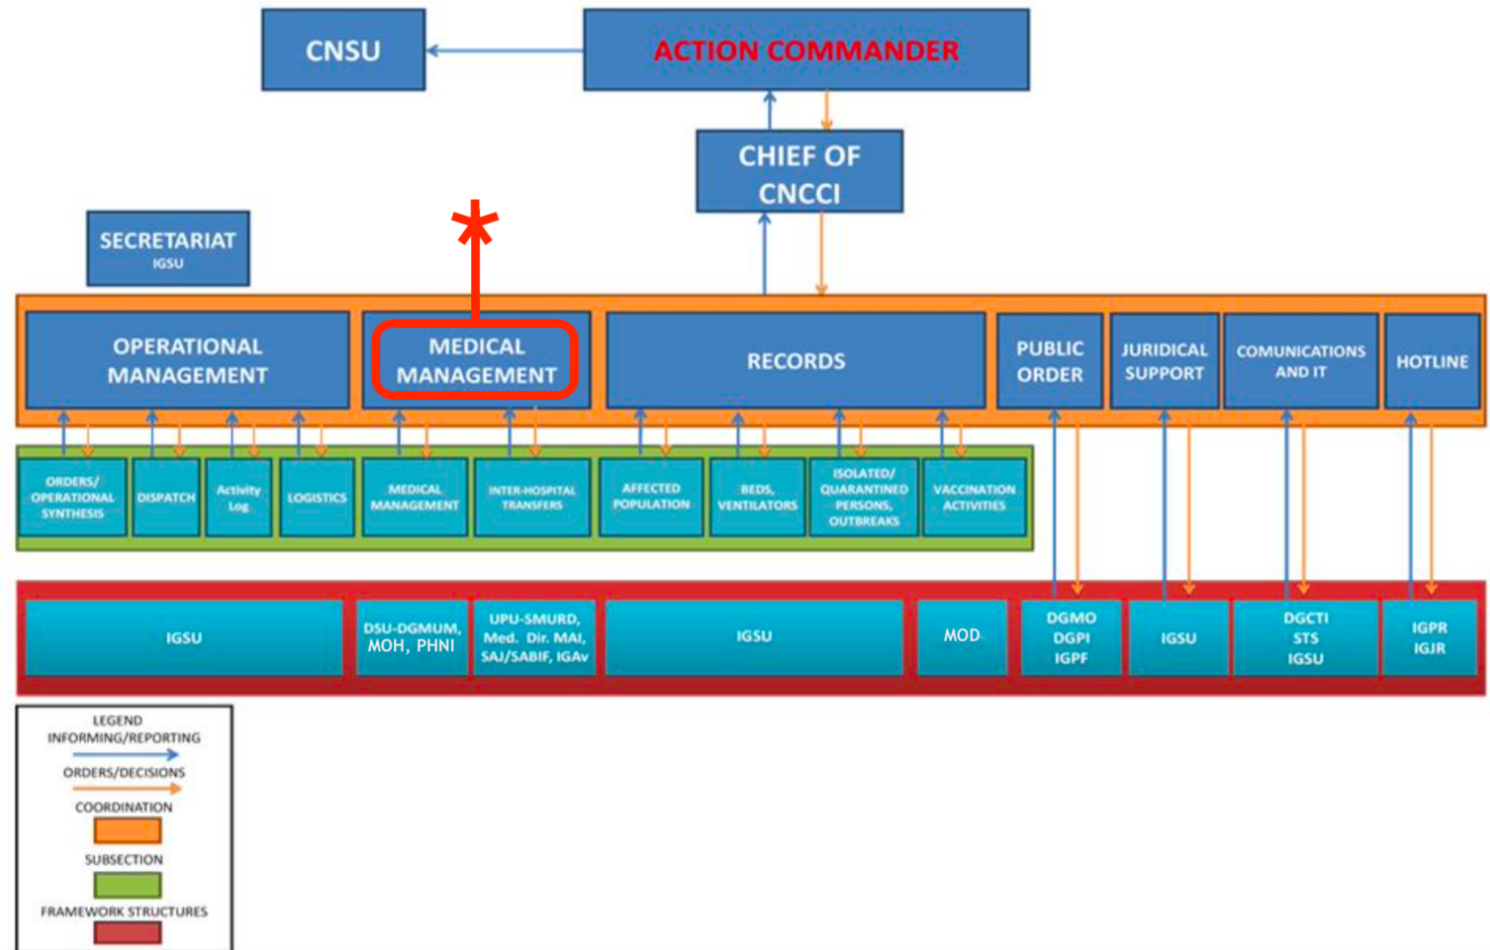 CNSU
ACTION COMMANDER
CHIEF OF
CNCCI
SECRETARIAT
IGSU
OPERATIONAL
MANAGEMENT
MEDICAL
MANAGEMENT
RECORDS
PUBLIC
ORDER
JURIDICAL
SUPPORT
COMUNICATIONS
AND IT
HOTLINE
ORDERS/
OPERATIONAL
SYNTHESIS
DISPATCH
Activity
Log
LOGISTICS
MEDICAL
MANAGEMENT
INTER-HOSPITAL
TRANSFERS
AFFECTED
POPULATION
BEDS,
VENTILATORS
ISOLATED/
QUARANTINED
PERSONS,
OUTBREAKS
VACCINATION
ACTIVITIES
IGSU
DSU-DGMUM,
MOH, PHNI
UPU-SMURD,
Med. Dir. MAI,
SAJ/SABIF, IGAv
IGSU
MOD
DGMO
DGPI
IGPF
IGSU
DGCTI
STS
IGSU
IGPR
IGJR
LEGEND
INFORMING/REPORTING
ORDERS/DECISIONS
COORDINATION
SUBSECTION
FRAMEWORK STRUCTURES